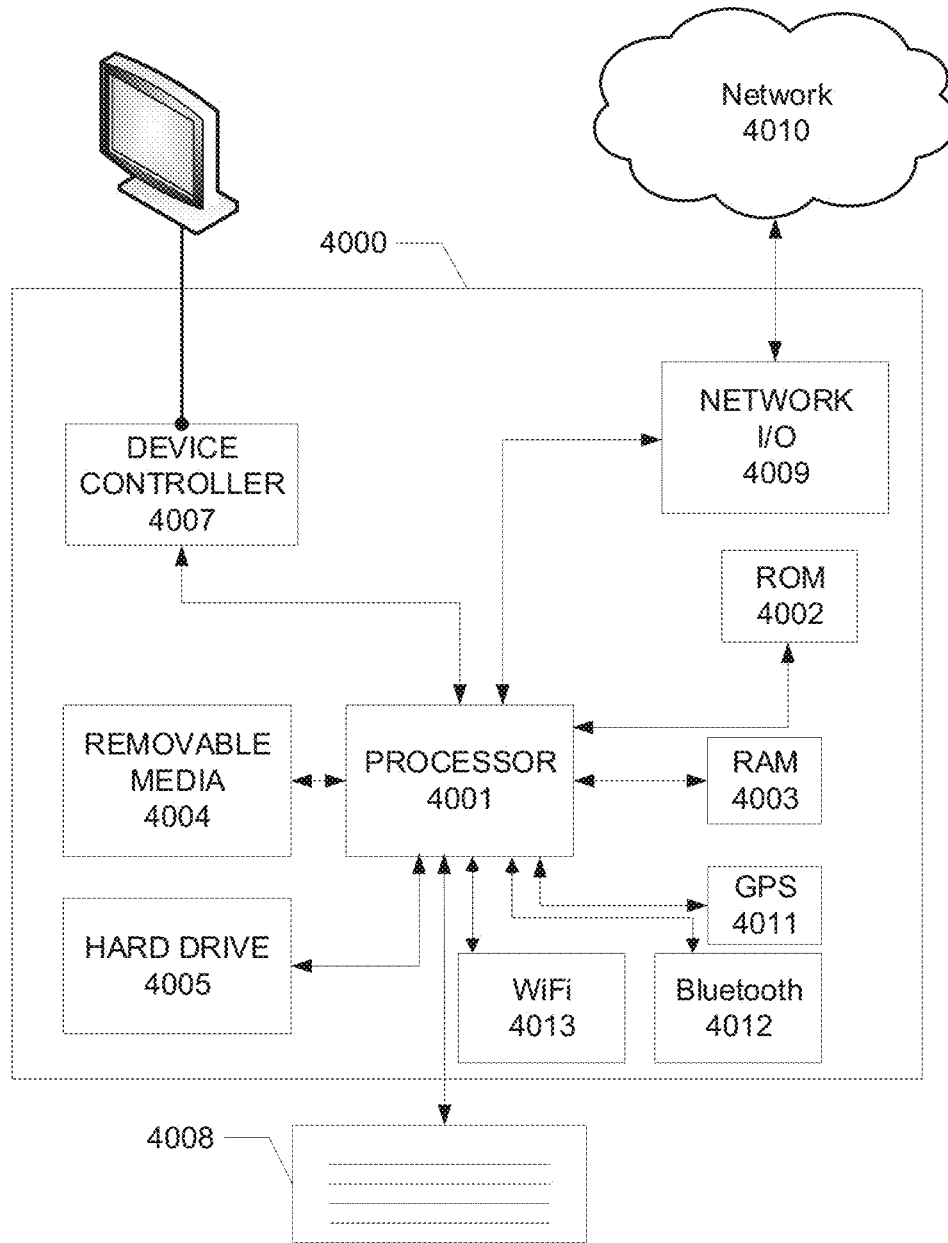 Network
4010
4000
NETWORK
I/O
4009
DEVICE
CONTROLLER
4007
ROM
4002
REMOVABLE
MEDIA
4004
PROCESSOR
4001
RAM
4003
GPS
4011
HARD DRIVE
4005
WiFi
4013
Bluetooth
4012
4008